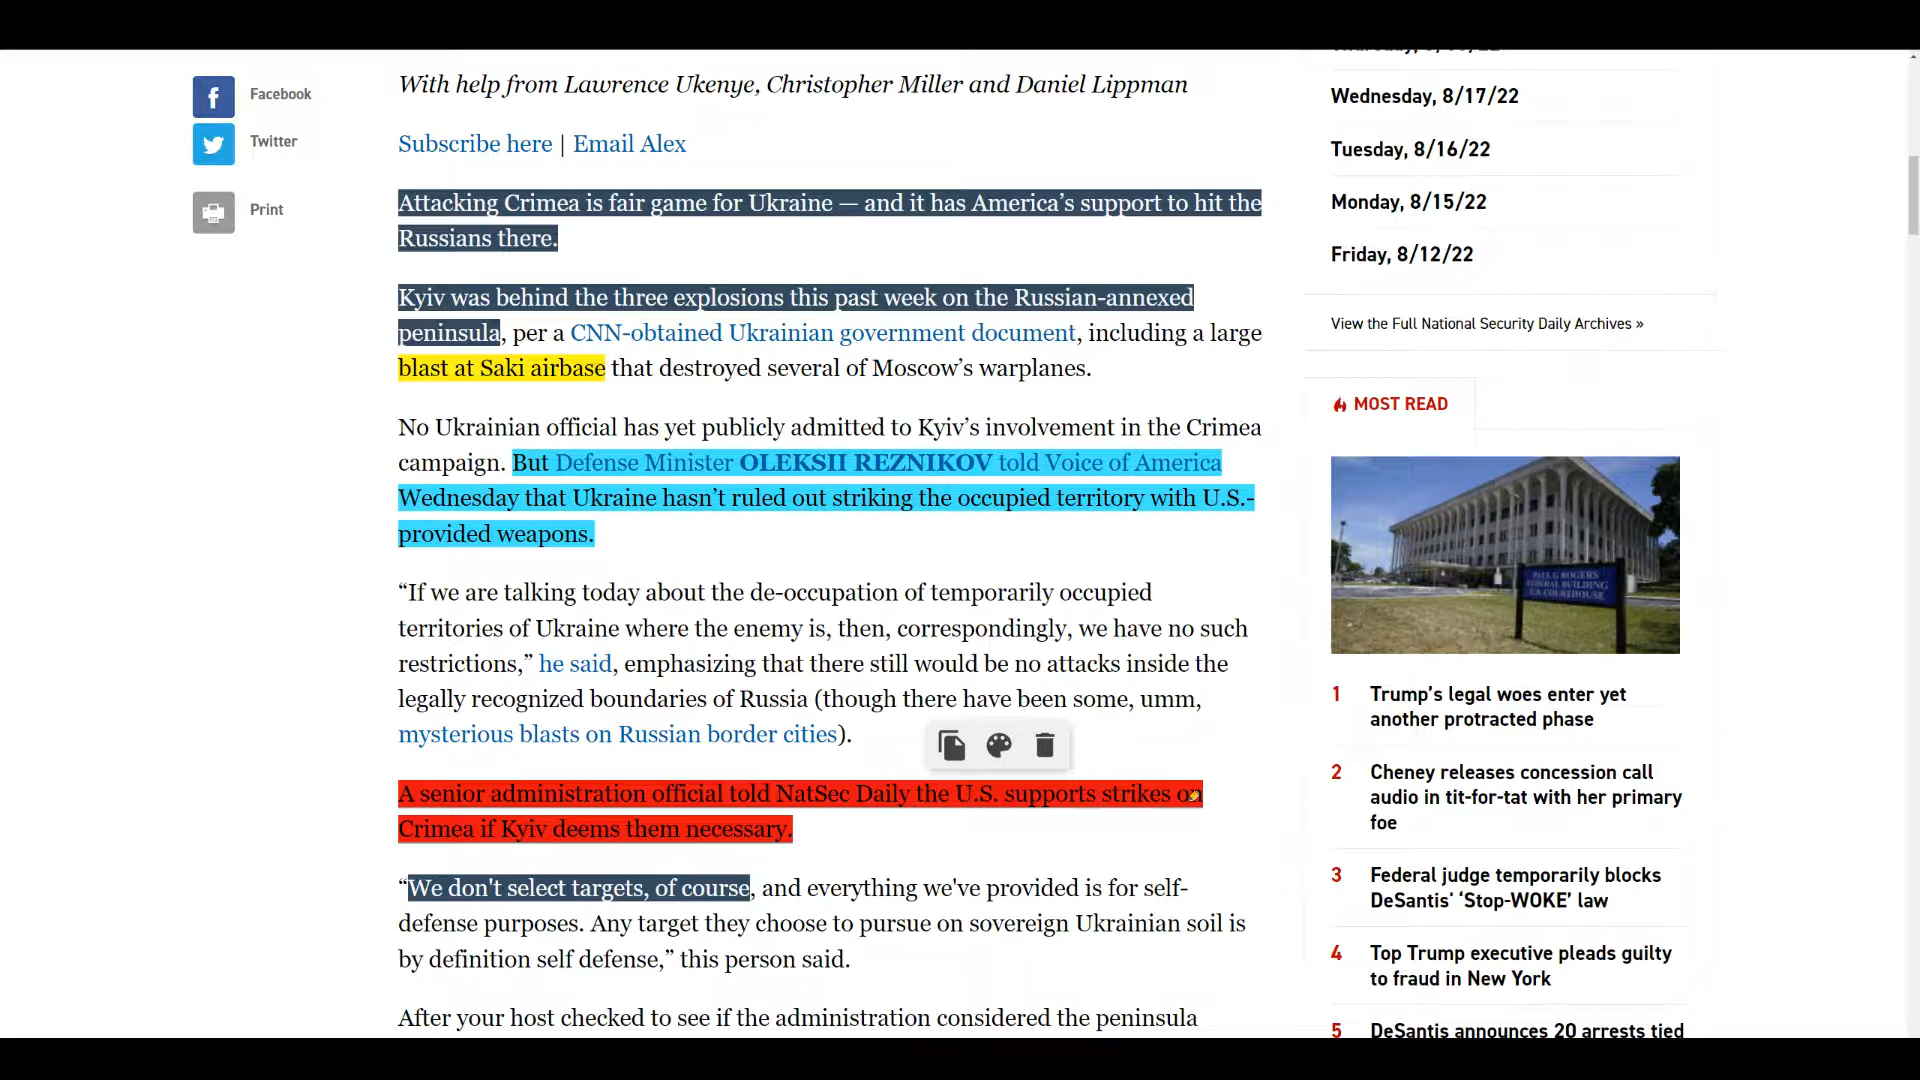 Facebook
Twitter
Print
With help from Lawrence Ukenye, Christopher Miller and Daniel Lippman
Subscribe here | Email Alex
Attacking Crimea is fair game for Ukraine — and it has America’s support to hit the
Russians there.
Kyiv was behind the three explosions this past week on the Russian-annexed
peninsula, per a CNN-obtained Ukrainian government document, including a large
blast at Saki airbase that destroyed several of Moscow’s warplanes.
No Ukrainian official has yet publicly admitted to Kyiv’s involvement in the Crimea
campaign. But Defense Minister OLEKSII REZNIKOV told Voice of America
Wednesday that Ukraine hasn’t ruled out striking the occupied territory with U.S.-
provided weapons.
“If we are talking today about the de-occupation of temporarily occupied
territories of Ukraine where the enemy is, then, correspondingly, we have no such
restrictions,” he said, emphasizing that there still would be no attacks inside the
legally recognized boundaries of Russia (though there have been some, umm,
mysterious blasts on Russian border cities).
A senior administration official told NatSec Daily the U.S. supports strikes on
Crimea if Kyiv deems them necessary.
“We don't select targets, of course, and everything we've provided is for self-
defense purposes. Any target they choose to pursue on sovereign Ukrainian soil is
by definition self defense,” this person said.
After your host checked to see if the administration considered the peninsula
Wednesday, 8/17/22
Tuesday, 8/16/22
Monday, 8/15/22
Friday, 8/12/22
View the Full National Security Daily Archives »
MOST READ
PAUL G ROGERS
FEDERAL BUILDING
U.S. COURTHOUSE
1 Trump’s legal woes enter yet
another protracted phase
2 Cheney releases concession call
audio in tit-for-tat with her primary
foe
3 Federal judge temporarily blocks
DeSantis‘ ‘Stop-WOKE’ law
4 Top Trump executive pleads guilty
to fraud in New York
5 DeSantis announces 20 arrests tied